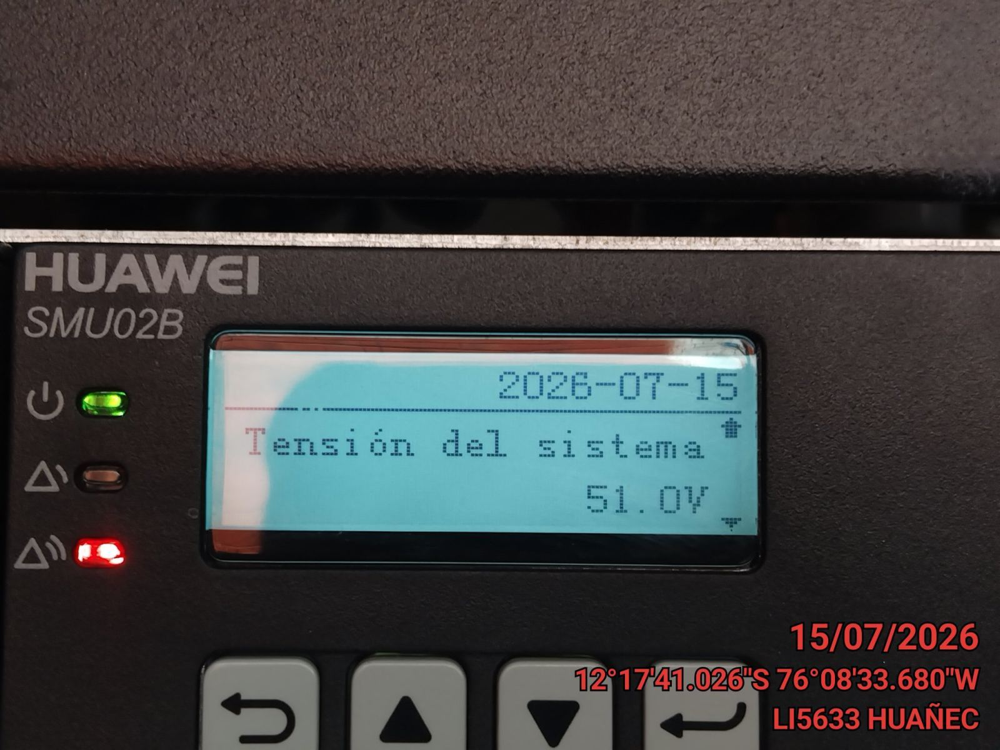 HUAWEI
SMU02B
2026-07-15
Tensión del sistema
51.0V
15/07/2026
12°17'41.026"S 76°08'33.680"W
LI5633 HUAÑEC